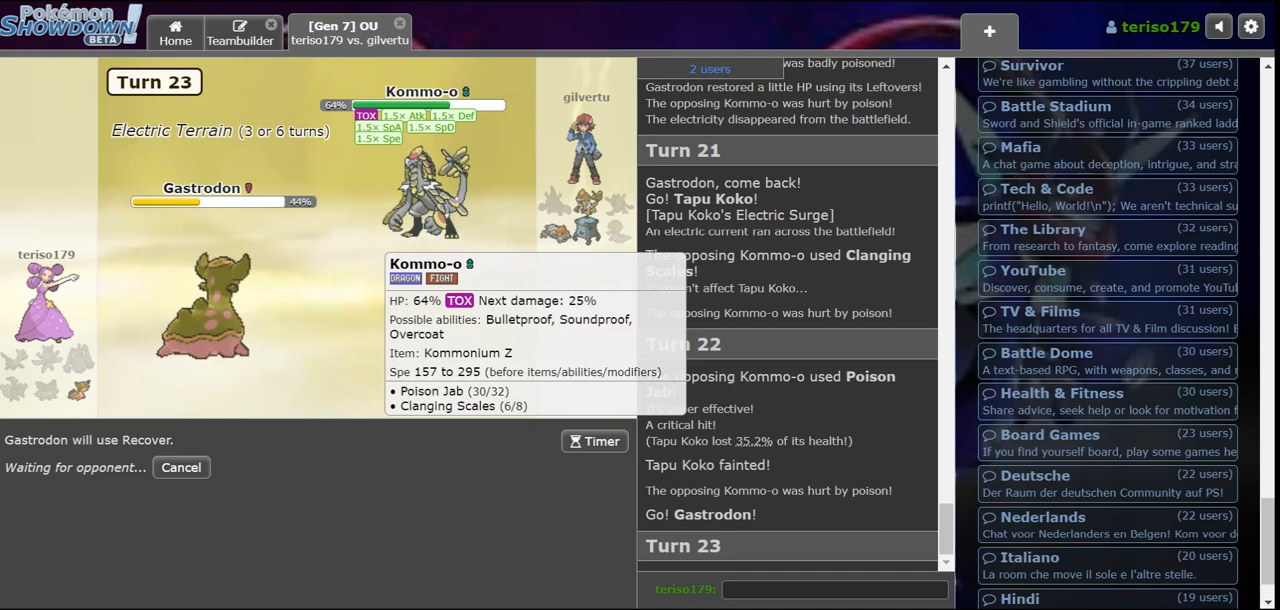 Pokémon
SHOWDOWN!
BETA
Home
Teambuilder
[Gen 7] OU
teriso179 vs. gilvertu
+
teriso179
Turn 23
Electric Terrain (3 or 6 turns)
Kommo-o
64%
TOX 1.5× Atk 1.5× Def
1.5× SpA 1.5× SpD
1.5× Spe
Gastrodon
44%
gilvertu
teriso179
Kommo-o
DRAGON FIGHT
HP: 64% TOX Next damage: 25%
Possible abilities: Bulletproof, Soundproof,
Overcoat
Item: Kommonium Z
Spe 157 to 295 (before items/abilities/modifiers)
• Poison Jab (30/32)
• Clanging Scales (6/8)
Gastrodon will use Recover.
Waiting for opponent... Cancel
Timer
2 users
was badly poisoned!
Gastrodon restored a little HP using its Leftovers!
The opposing Kommo-o was hurt by poison!
The electricity disappeared from the battlefield.
Turn 21
Gastrodon, come back!
Go! Tapu Koko!
[Tapu Koko's Electric Surge]
An electric current ran across the battlefield!
The opposing Kommo-o used Clanging
Scales!
It doesn't affect Tapu Koko...
The opposing Kommo-o was hurt by poison!
Turn 22
The opposing Kommo-o used Poison
Jab!
It's super effective!
A critical hit!
(Tapu Koko lost 35.2% of its health!)
Tapu Koko fainted!
The opposing Kommo-o was hurt by poison!
Go! Gastrodon!
Turn 23
teriso179:
Survivor (37 users)
We're like gambling without the crippling debt
Battle Stadium (34 users)
Sword and Shield's official in-game ranked ladd
Mafia (33 users)
A chat game about deception, intrigue, and stra
Tech & Code (33 users)
printf("Hello, World!\n"); We aren't technical su
The Library (32 users)
From research to fantasy, come explore reading
YouTube (31 users)
Discover, consume, create, and promote YouTul
TV & Films (31 users)
The headquarters for all TV & Film discussion!
Battle Dome (30 users)
A text-based RPG, with weapons, classes, and
Health & Fitness (30 users)
Share advice, seek help or look for motivation f
Board Games (23 users)
If you find yourself board, play some games he
Deutsche (22 users)
Der Raum der deutschen Community auf PS!
Nederlands (22 users)
Chat voor Nederlanders en Belgen! Kom voor d
Italiano (20 users)
La room che move il sole e l'altre stelle.
Hindi (19 users)